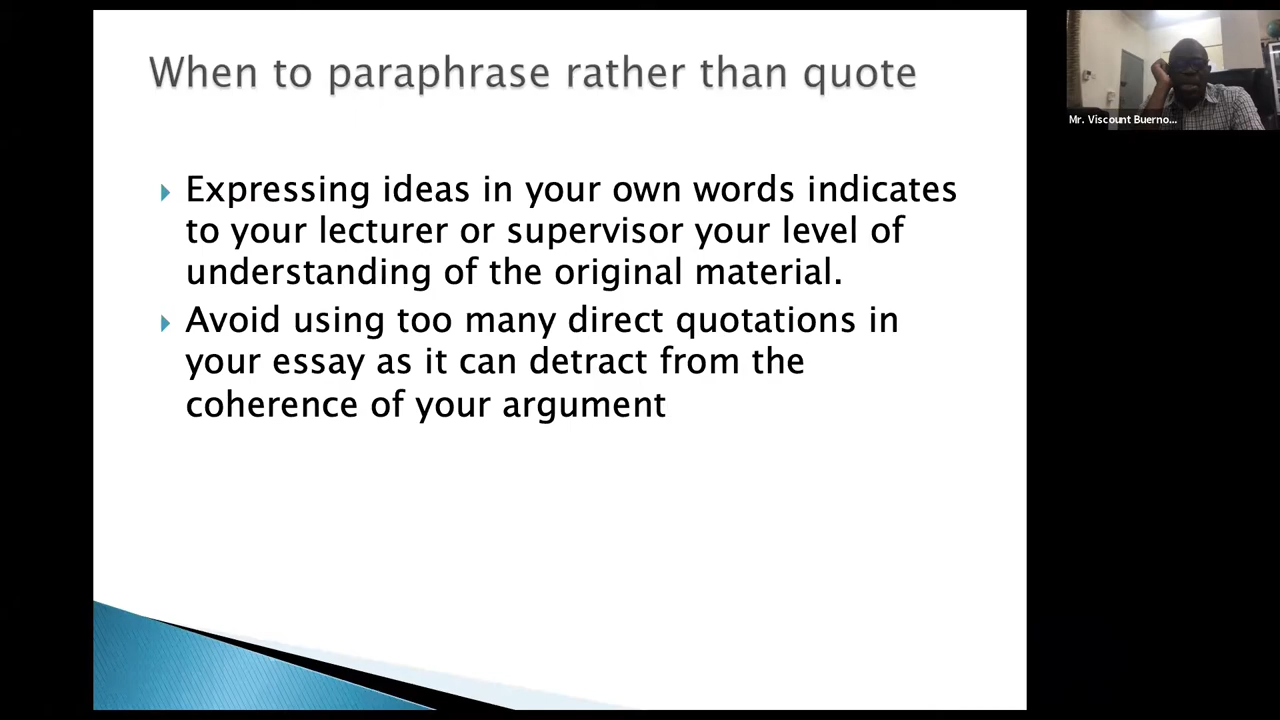 When to paraphrase rather than quote
Expressing ideas in your own words indicates
to your lecturer or supervisor your level of
understanding of the original material.
Avoid using too many direct quotations in
your essay as it can detract from the
coherence of your argument
Mr. Viscount Buerno...